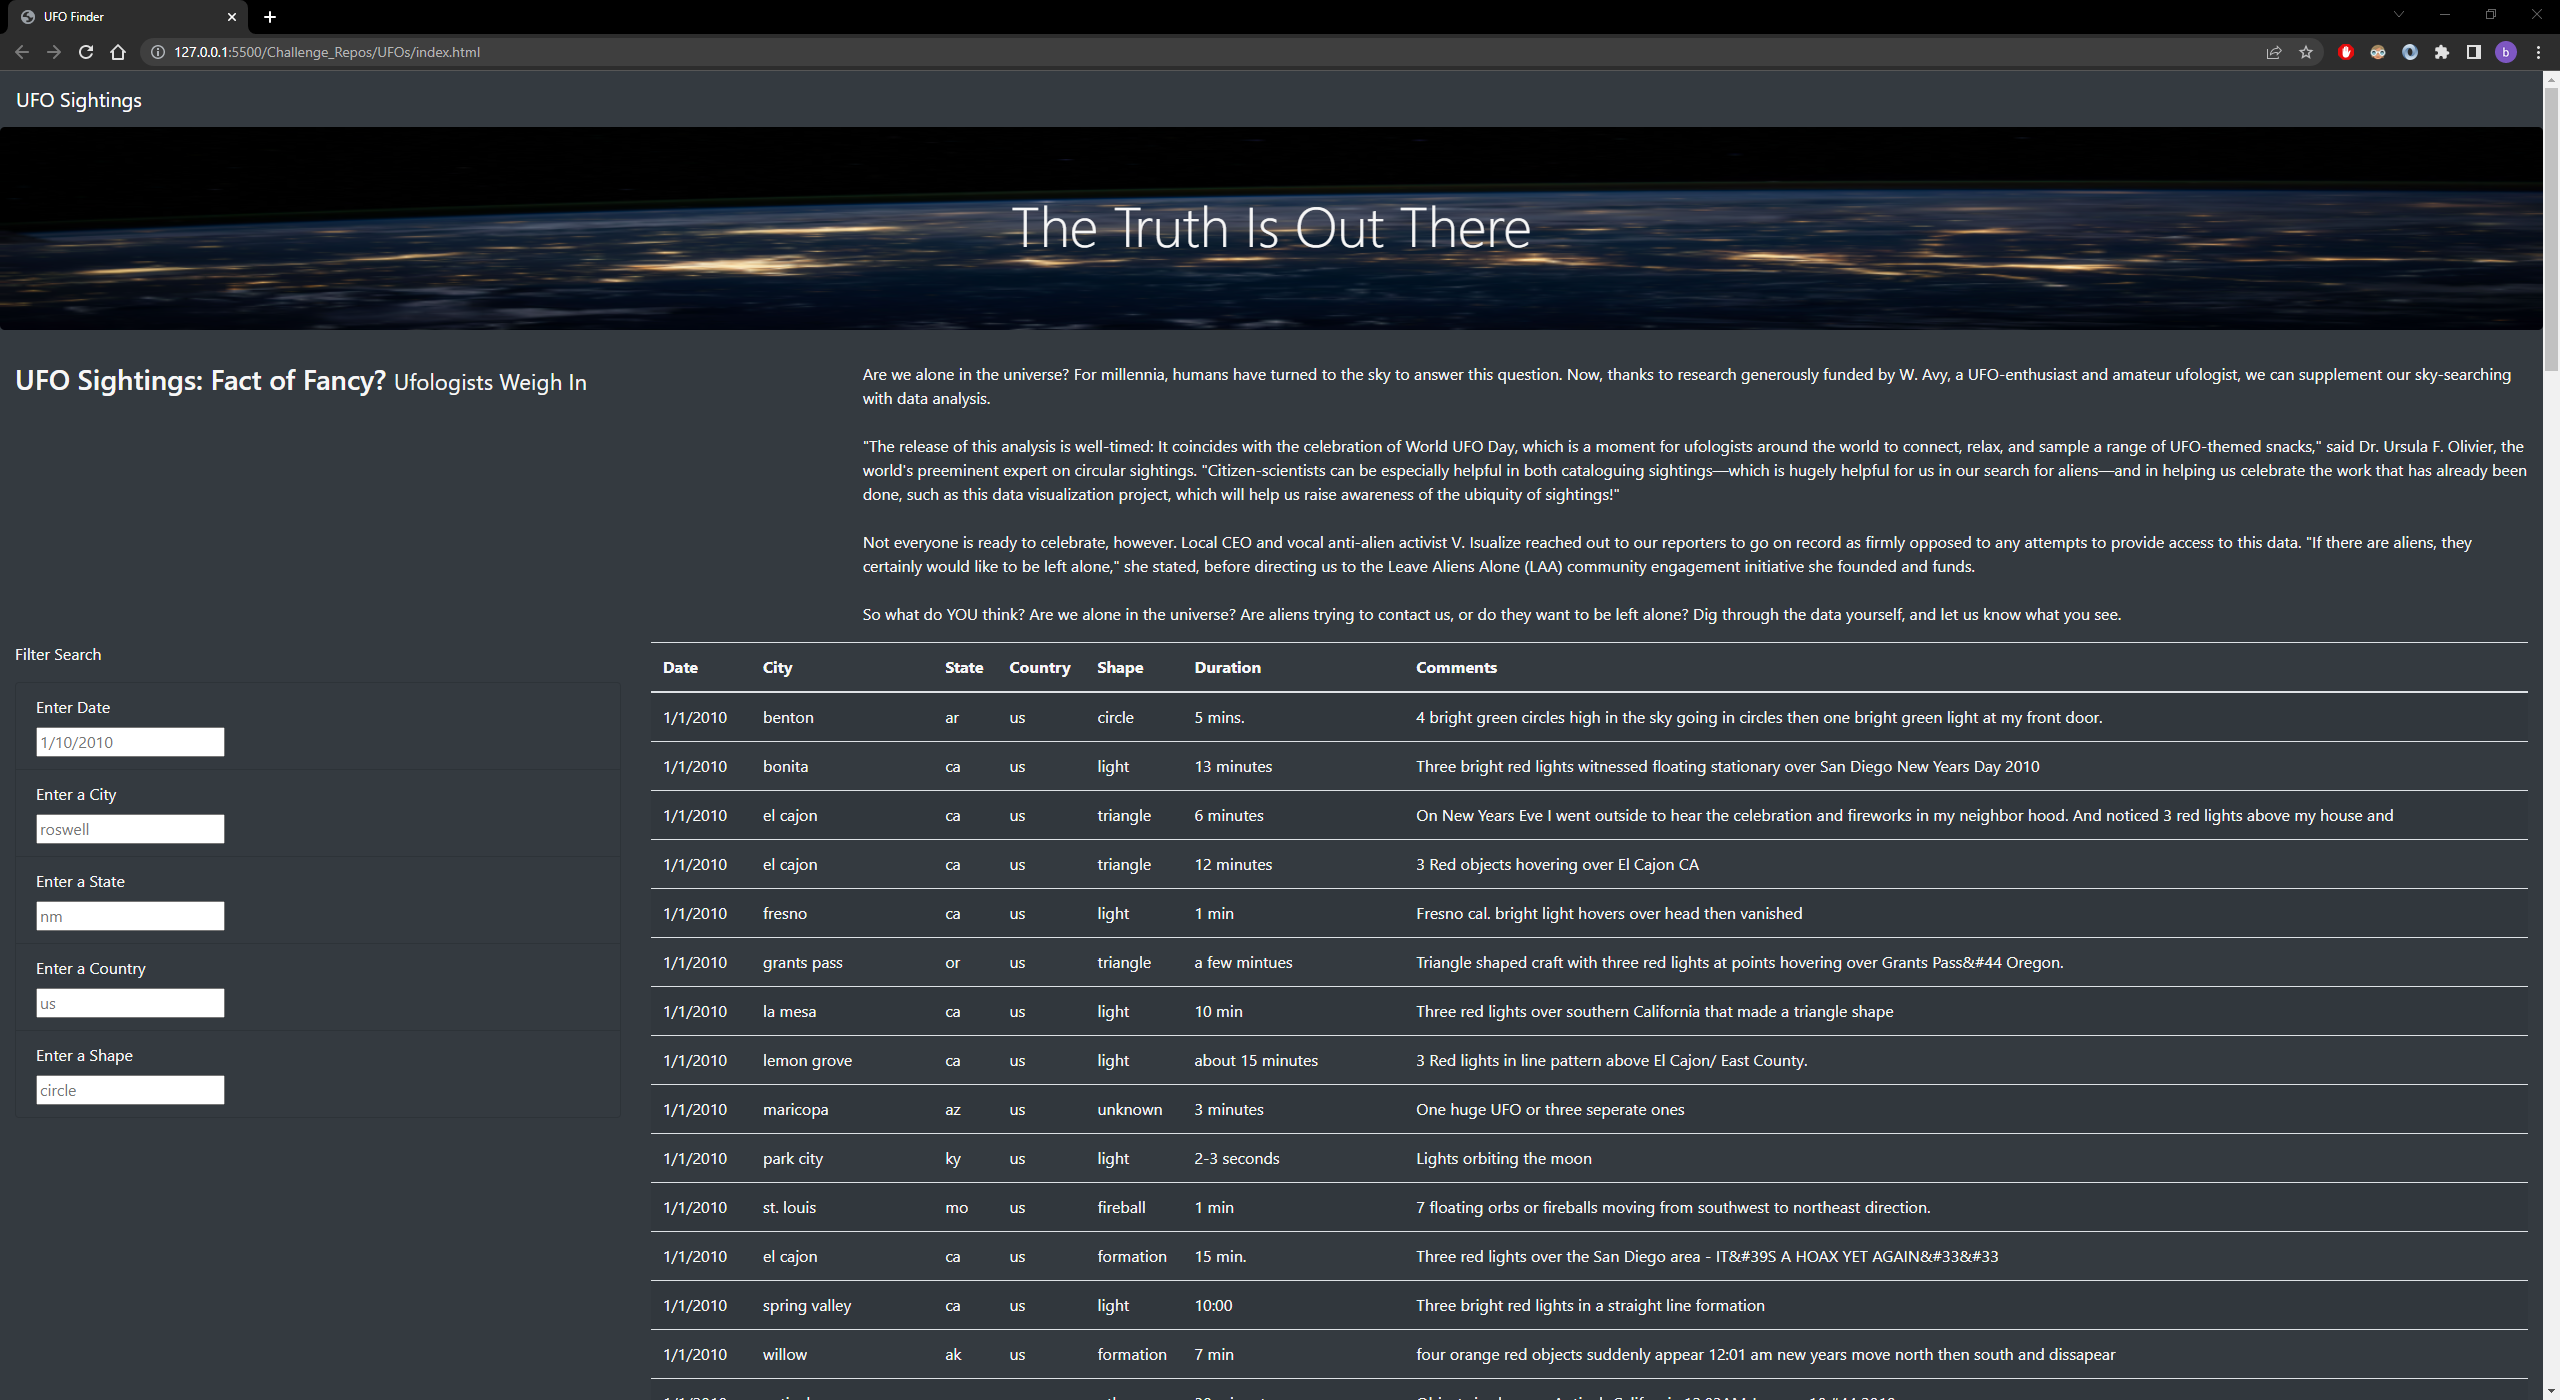 UFO Finder
127.0.0.1:5500/Challenge_Repos/UFOs/index.html
b
UFO Sightings
The Truth Is Out There
UFO Sightings: Fact of Fancy? Ufologists Weigh In
Are we alone in the universe? For millennia, humans have turned to the sky to answer this question. Now, thanks to research generously funded by W. Avy, a UFO-enthusiast and amateur ufologist, we can supplement our sky-searching
with data analysis.
"The release of this analysis is well-timed: It coincides with the celebration of World UFO Day, which is a moment for ufologists around the world to connect, relax, and sample a range of UFO-themed snacks," said Dr. Ursula F. Olivier, the
world's preeminent expert on circular sightings. "Citizen-scientists can be especially helpful in both cataloguing sightings—which is hugely helpful for us in our search for aliens—and in helping us celebrate the work that has already been
done, such as this data visualization project, which will help us raise awareness of the ubiquity of sightings!"
Not everyone is ready to celebrate, however. Local CEO and vocal anti-alien activist V. Isualize reached out to our reporters to go on record as firmly opposed to any attempts to provide access to this data. "If there are aliens, they
certainly would like to be left alone," she stated, before directing us to the Leave Aliens Alone (LAA) community engagement initiative she founded and funds.
So what do YOU think? Are we alone in the universe? Are aliens trying to contact us, or do they want to be left alone? Dig through the data yourself, and let us know what you see.
Filter Search
Enter Date
1/10/2010
Enter a City
roswell
Enter a State
nm
Enter a Country
us
Enter a Shape
circle
Date City State Country Shape Duration Comments
1/1/2010 benton ar us circle 5 mins. 4 bright green circles high in the sky going in circles then one bright green light at my front door.
1/1/2010 bonita ca us light 13 minutes Three bright red lights witnessed floating stationary over San Diego New Years Day 2010
1/1/2010 el cajon ca us triangle 6 minutes On New Years Eve I went outside to hear the celebration and fireworks in my neighbor hood. And noticed 3 red lights above my house and
1/1/2010 el cajon ca us triangle 12 minutes 3 Red objects hovering over El Cajon CA
1/1/2010 fresno ca us light 1 min Fresno cal. bright light hovers over head then vanished
1/1/2010 grants pass or us triangle a few mintues Triangle shaped craft with three red lights at points hovering over Grants Pass&#44 Oregon.
1/1/2010 la mesa ca us light 10 min Three red lights over southern California that made a triangle shape
1/1/2010 lemon grove ca us light about 15 minutes 3 Red lights in line pattern above El Cajon/ East County.
1/1/2010 maricopa az us unknown 3 minutes One huge UFO or three seperate ones
1/1/2010 park city ky us light 2-3 seconds Lights orbiting the moon
1/1/2010 st. louis mo us fireball 1 min 7 floating orbs or fireballs moving from southwest to northeast direction.
1/1/2010 el cajon ca us formation 15 min. Three red lights over the San Diego area - IT&#39S A HOAX YET AGAIN&#33&#33
1/1/2010 spring valley ca us light 10:00 Three bright red lights in a straight line formation
1/1/2010 willow ak us formation 7 min four orange red objects suddenly appear 12:01 am new years move north then south and dissapear